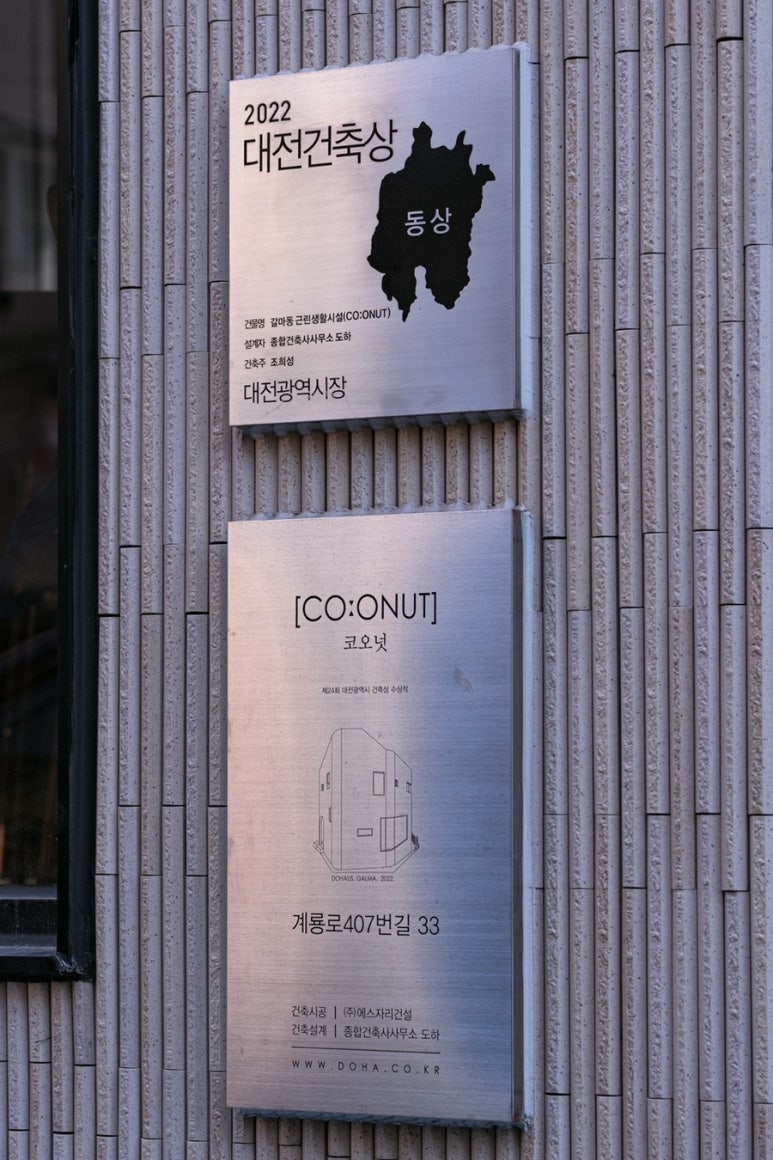 2022
대전건축상
동상
건물명 갈마동 근린생활시설(CO:ONUT)
설계자 종합건축사사무소 도하
건축주 조희성
대전광역시장
[CO:ONUT]
코오넛
제24회 대전광역시 건축상 수상작
DOHAUS. GALMA. 2022.
계룡로407번길 33
건축시공 | (주)에스자리건설
건축설계 | 종합건축사사무소 도하
WWW.DOHA.CO.KR